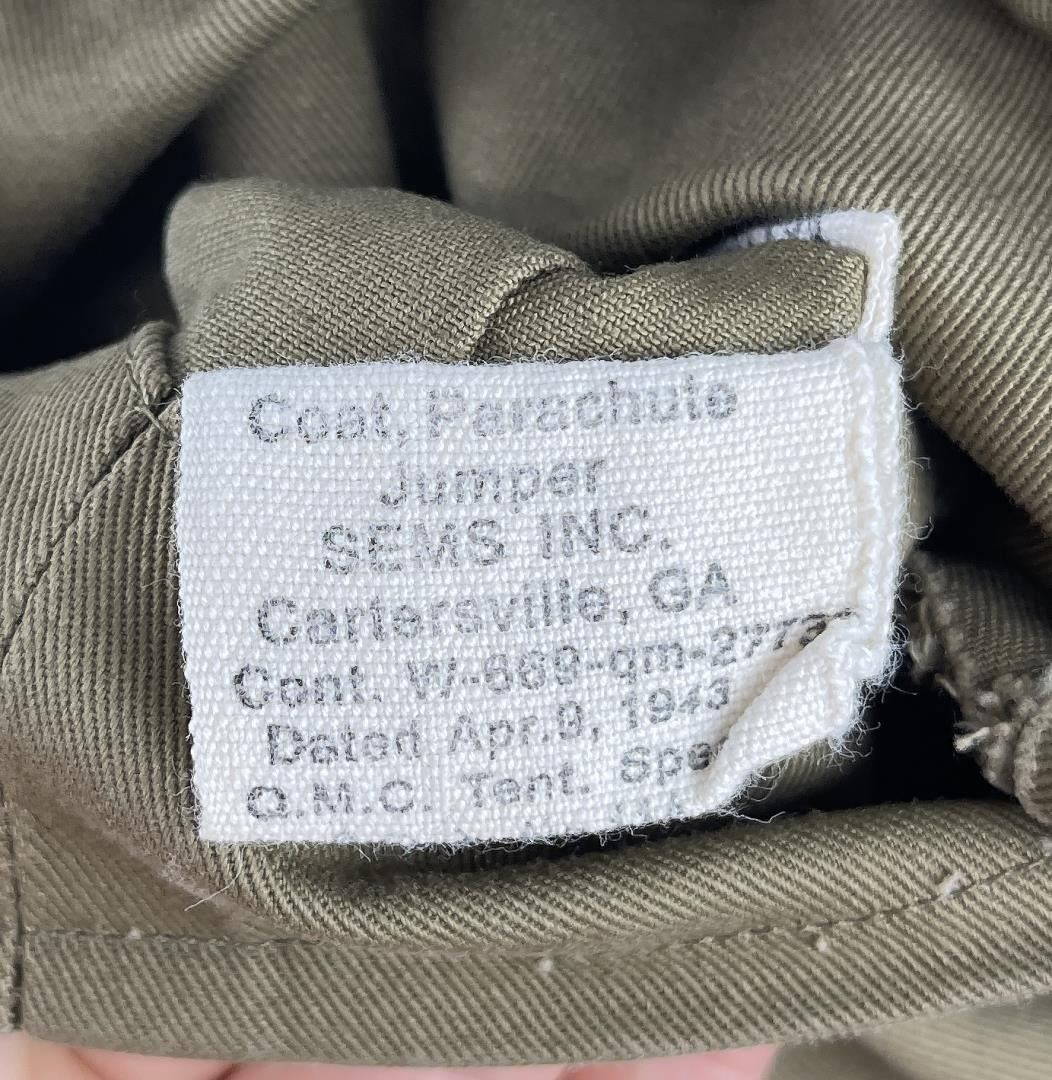 Coat, Parachute
Jumper
SEMS INC.
Cartersville, GA
Cont. W-669-qm-277
Dated Apr.9, 1943
Q.M.C. Tent. Spe